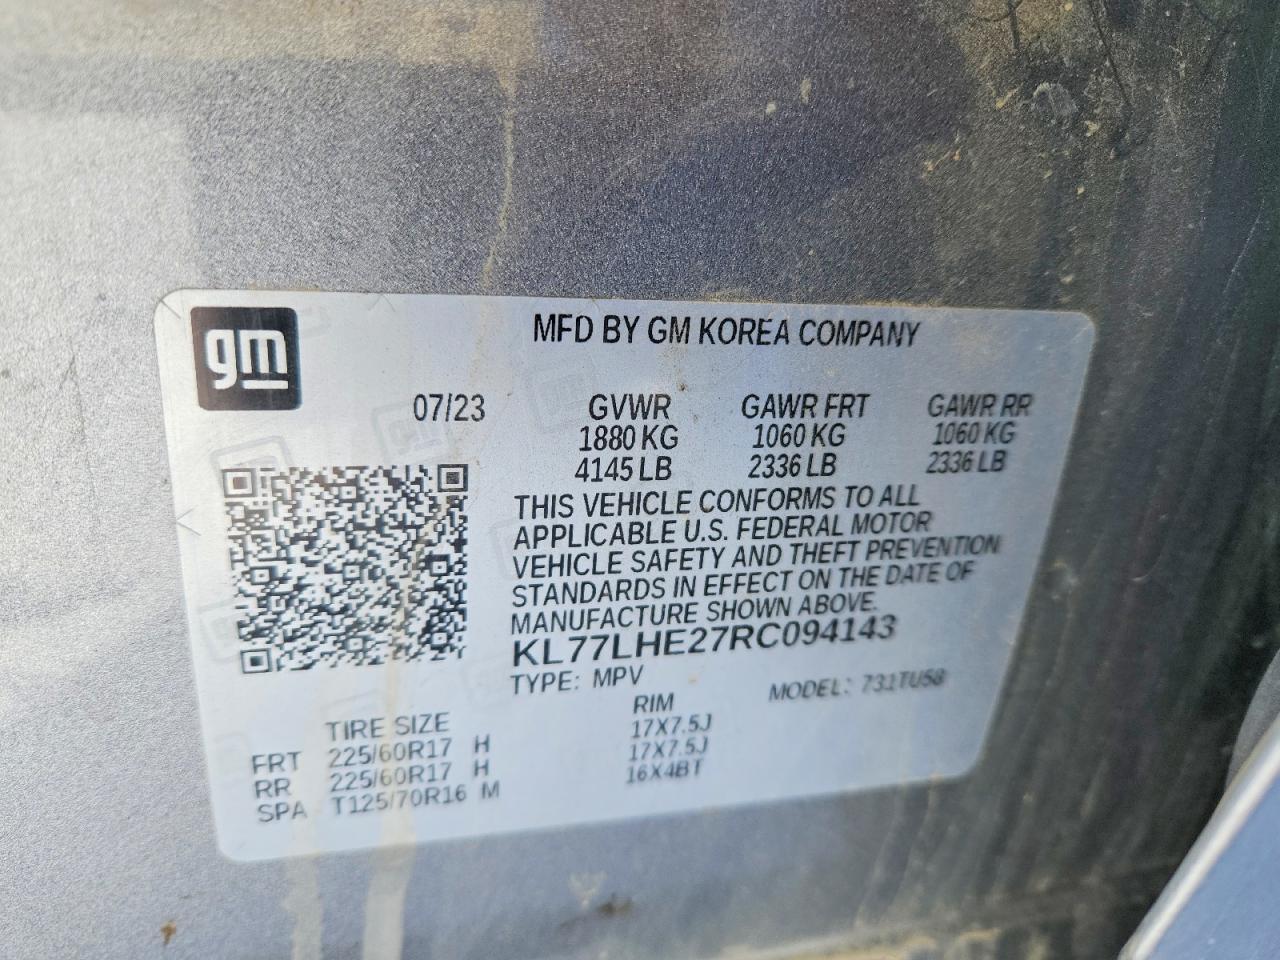 gm
MFD BY GM KOREA COMPANY
07/23 GVWR GAWR FRT GAWR RR
1880 KG 1060 KG 1060 KG
4145 LB 2336 LB 2336 LB
THIS VEHICLE CONFORMS TO ALL
APPLICABLE U.S. FEDERAL MOTOR
VEHICLE SAFETY AND THEFT PREVENTION
STANDARDS IN EFFECT ON THE DATE OF
MANUFACTURE SHOWN ABOVE.
KL77LHE27RC094143
TYPE: MPV MODEL: 731TU58
TIRE SIZE RIM
FRT 225/60R17 H 17X7.5J
RR 225/60R17 H 17X7.5J
SPA T125/70R16 M 16X4BT